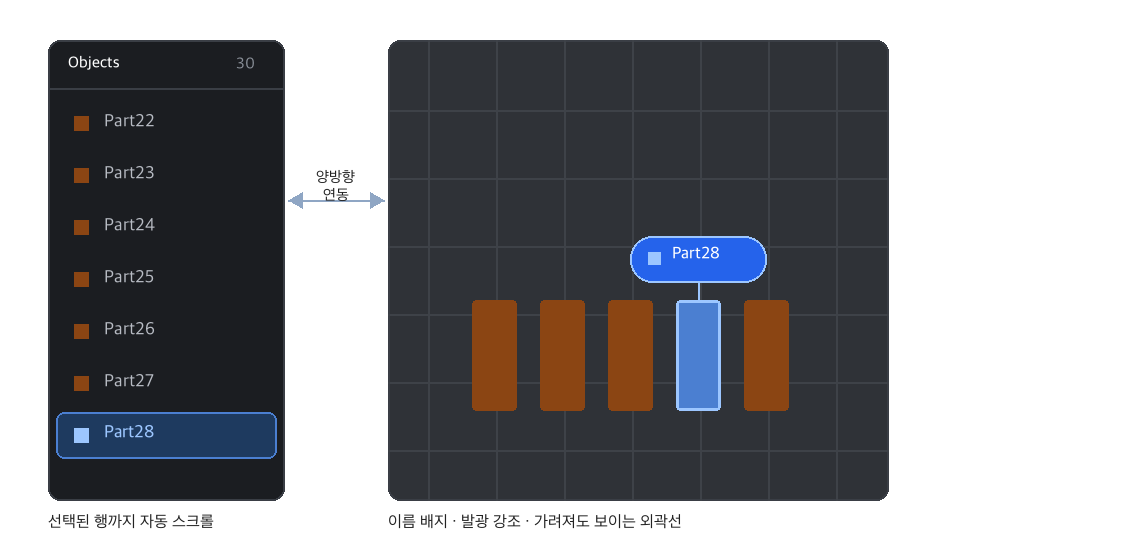 Objects 30
Part22
Part23
Part24
Part25
Part26
Part27
Part28
양방향
연동
Part28
선택된 행까지 자동 스크롤
이름 배지 · 발광 강조 · 가려져도 보이는 외곽선